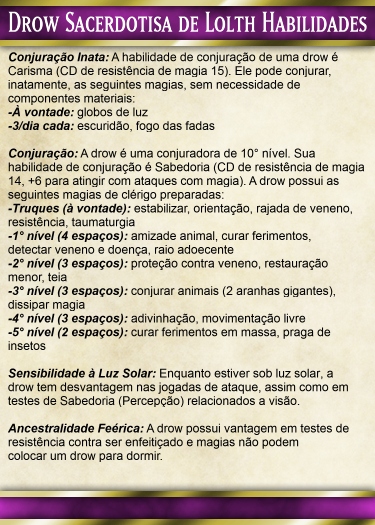 Drow Sacerdotisa de Lolth Habilidades
Conjuração Inata: A habilidade de conjuração de uma drow é
Carisma (CD de resistência de magia 15). Ele pode conjurar,
inatamente, as seguintes magias, sem necessidade de
componentes materiais:
-À vontade: globos de luz
-3/dia cada: escuridão, fogo das fadas
Conjuração: A drow é uma conjuradora de 10° nível. Sua
habilidade de conjuração é Sabedoria (CD de resistência de magia
14, +6 para atingir com ataques com magia). A drow possui as
seguintes magias de clérigo preparadas:
-Truques (à vontade): estabilizar, orientação, rajada de veneno,
resistência, taumaturgia
-1° nível (4 espaços): amizade animal, curar ferimentos,
detectar veneno e doença, raio adoecente
-2° nível (3 espaços): proteção contra veneno, restauração
menor, teia
-3° nível (3 espaços): conjurar animais (2 aranhas gigantes),
dissipar magia
-4° nível (3 espaços): adivinhação, movimentação livre
-5° nível (2 espaços): curar ferimentos em massa, praga de
insetos
Sensibilidade à Luz Solar: Enquanto estiver sob luz solar, a
drow tem desvantagem nas jogadas de ataque, assim como em
testes de Sabedoria (Percepção) relacionados a visão.
Ancestralidade Feérica: A drow possui vantagem em testes de
resistência contra ser enfeitiçado e magias não podem
colocar um drow para dormir.